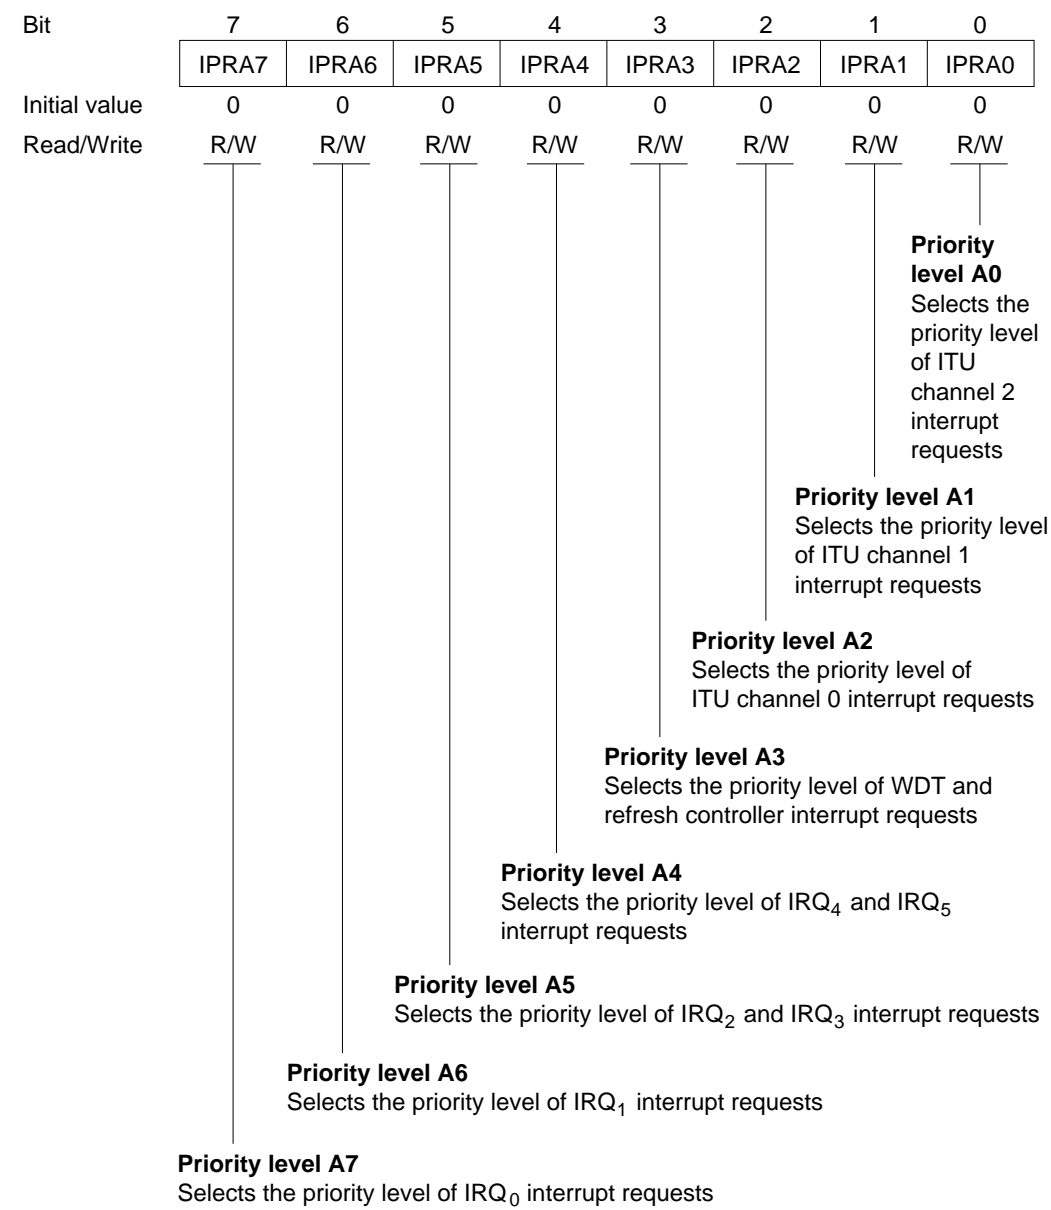 Bit 7 6 5 4 3 2 1 0
IPRA7 IPRA6 IPRA5 IPRA4 IPRA3 IPRA2 IPRA1 IPRA0
Initial value 0 0 0 0 0 0 0 0
Read/Write R/W R/W R/W R/W R/W R/W R/W R/W
Priority
level A0
Selects the
priority level
of ITU
channel 2
interrupt
requests
Priority level A1
Selects the priority level
of ITU channel 1
interrupt requests
Priority level A2
Selects the priority level of
ITU channel 0 interrupt requests
Priority level A3
Selects the priority level of WDT and
refresh controller interrupt requests
Priority level A4
Selects the priority level of IRQ4 and IRQ5
interrupt requests
Priority level A5
Selects the priority level of IRQ2 and IRQ3 interrupt requests
Priority level A6
Selects the priority level of IRQ1 interrupt requests
Priority level A7
Selects the priority level of IRQ0 interrupt requests